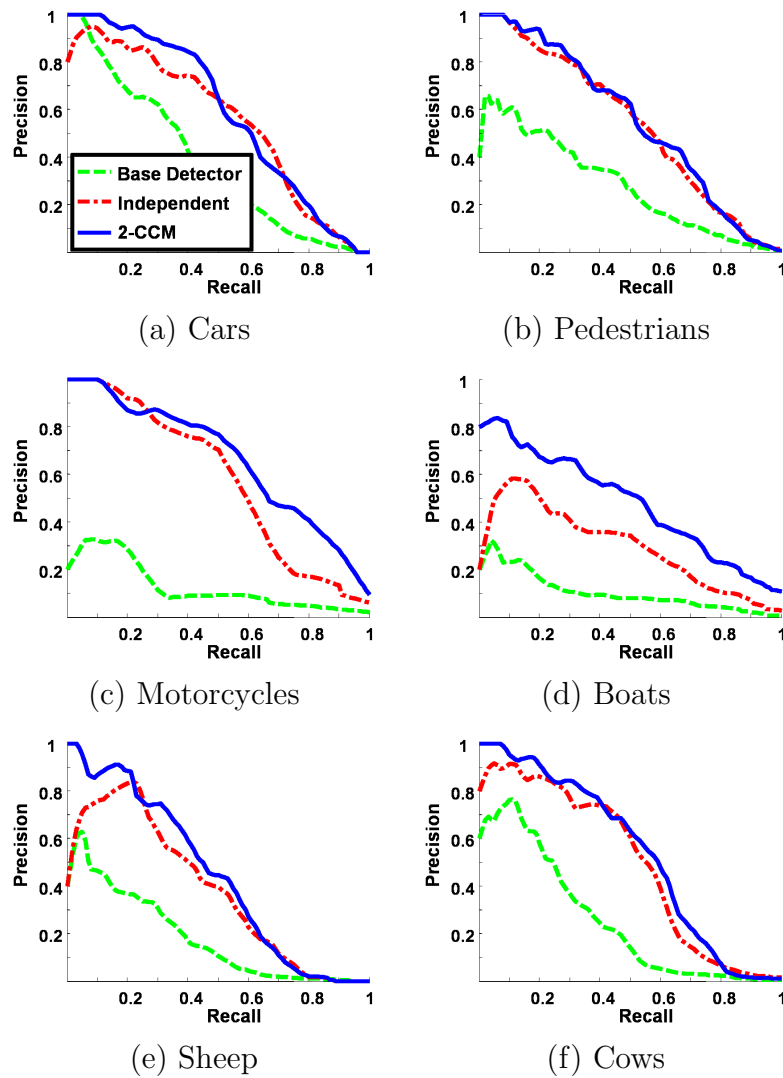 1
0.8
0.6
0.4
0.2
Precision
Base Detector
Independent
2-CCM
0.2 0.4 0.6 0.8 1
Recall
(a) Cars
1
0.8
0.6
0.4
0.2
Precision
0.2 0.4 0.6 0.8 1
Recall
(b) Pedestrians
1
0.8
0.6
0.4
0.2
Precision
0.2 0.4 0.6 0.8 1
Recall
(c) Motorcycles
1
0.8
0.6
0.4
0.2
Precision
0.2 0.4 0.6 0.8 1
Recall
(d) Boats
1
0.8
0.6
0.4
0.2
Precision
0.2 0.4 0.6 0.8 1
Recall
(e) Sheep
1
0.8
0.6
0.4
0.2
Precision
0.2 0.4 0.6 0.8 1
Recall
(f) Cows